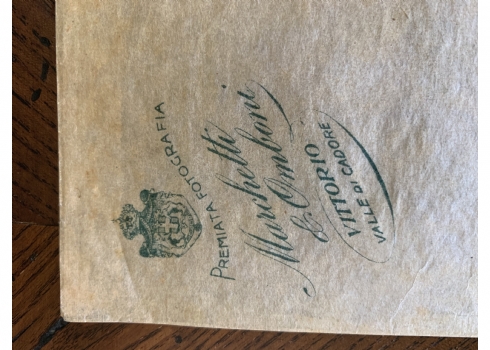 PREMIATA FOTOGRAFIA
Marchetti
& Omboni
VITTORIO
VALLE DI CADORE